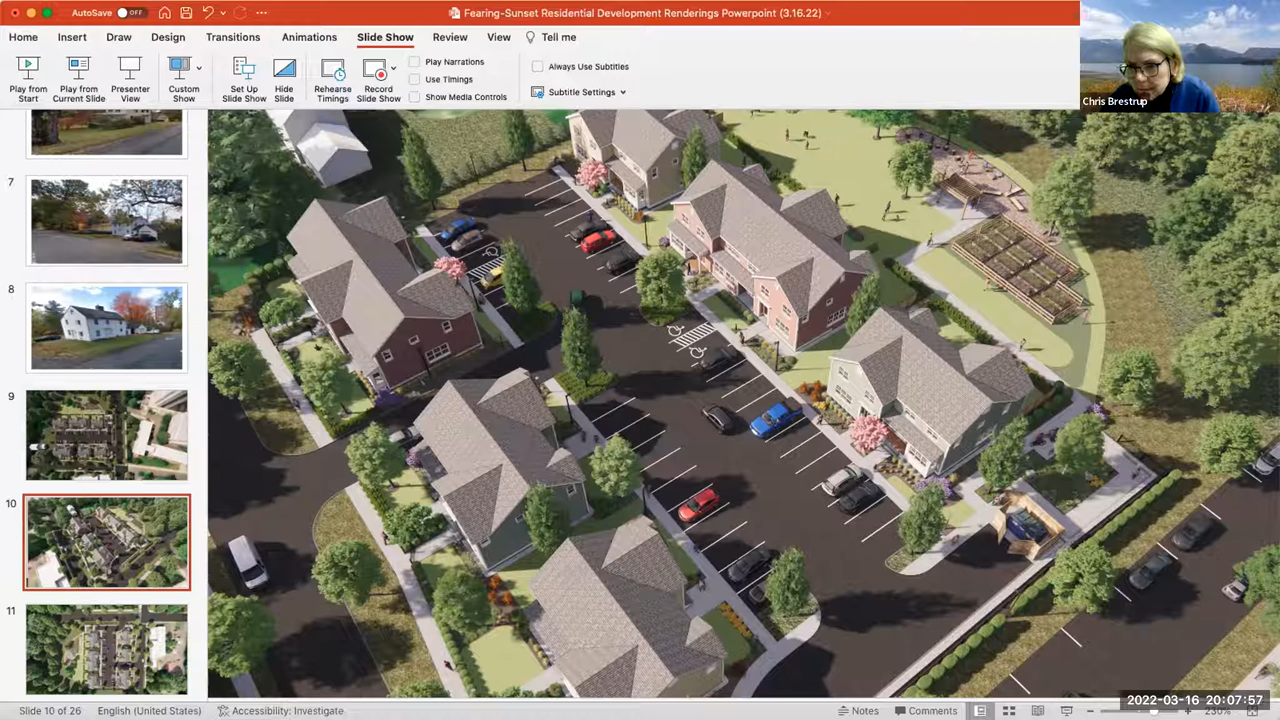 AutoSave OFF
Fearing-Sunset Residential Development Renderings Powerpoint (3.16.22)
Home Insert Draw Design Transitions Animations Slide Show Review View Tell me
Play from Start
Play from Current Slide
Presenter View
Custom Show
Set Up Slide Show
Hide Slide
Rehearse Timings
Record Slide Show
Play Narrations
Use Timings
Show Media Controls
Always Use Subtitles
Subtitle Settings
Chris Brestrup
7
8
9
10
11
Slide 10 of 26 English (United States) Accessibility: Investigate Notes Comments 230%
2022-03-16 20:07:57